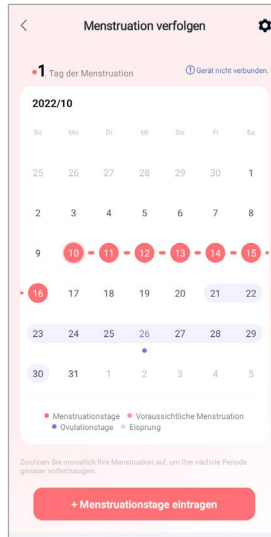 Menstruation verfolgen
1 Tag der Menstruation
Gerät nicht verbunden.
2022/10
So Mo Di Mi Do Fr Sa
25 26 27 28 29 30 1
2 3 4 5 6 7 8
9 10 11 12 13 14 15
16 17 18 19 20 21 22
23 24 25 26 27 28 29
30 31 1 2 3 4 5
Menstruationstage Voraussichtliche Menstruation
Ovulationstage Eisprung
Zeichnen Sie monatlich Ihre Menstruation auf, um Ihre nächste Periode
genauer vorherzusagen.
+ Menstruationstage eintragen